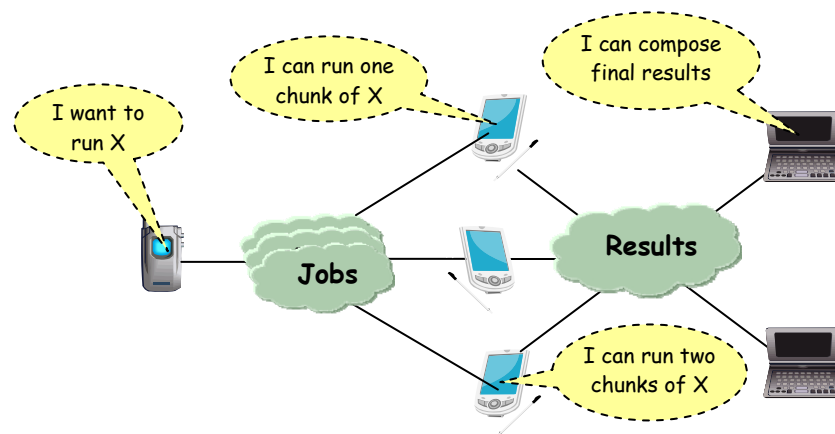 I want to
run X
I can run one
chunk of X
I can compose
final results
Jobs
Results
I can run two
chunks of X